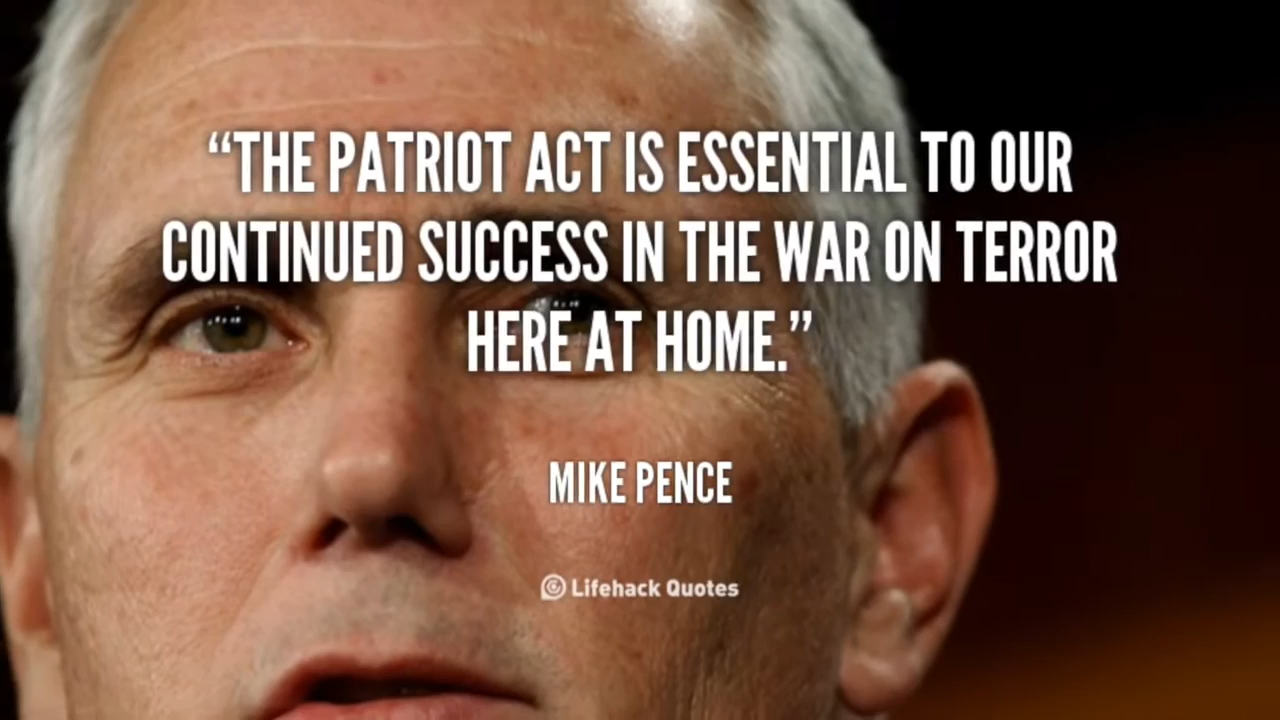 “THE PATRIOT ACT IS ESSENTIAL TO OUR
CONTINUED SUCCESS IN THE WAR ON TERROR
HERE AT HOME.”
MIKE PENCE
Lifehack Quotes